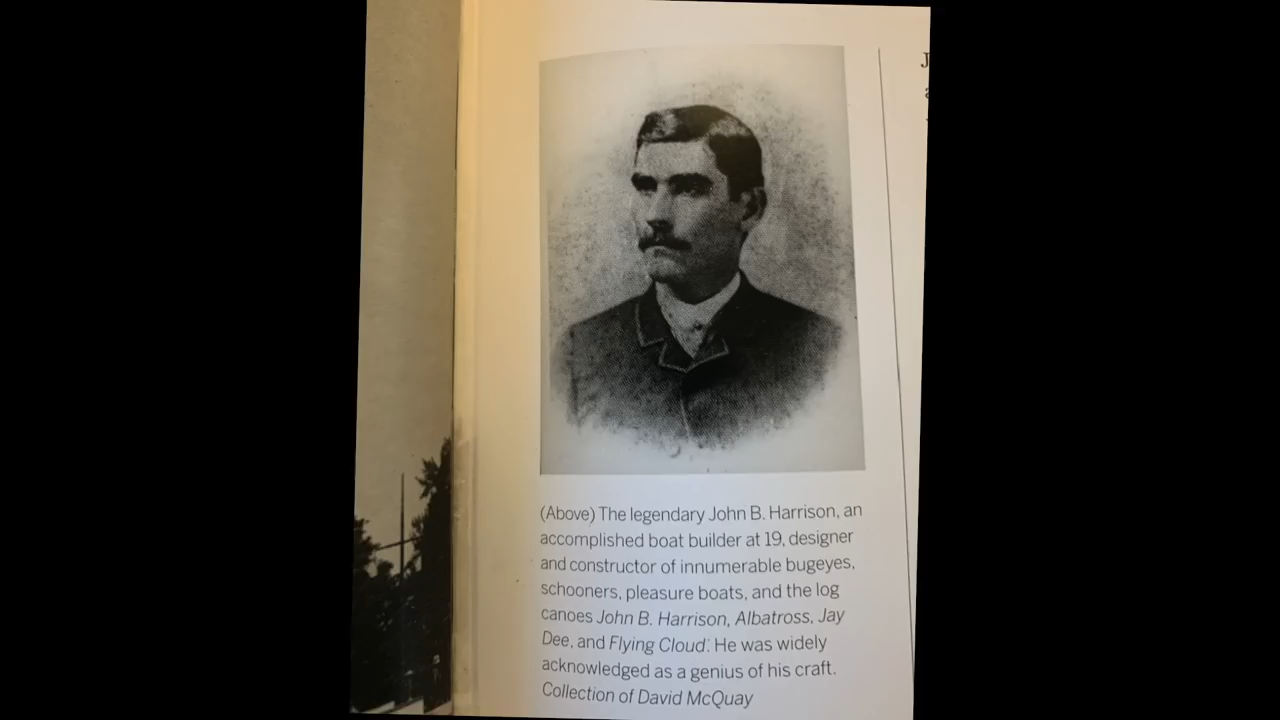 (Above) The legendary John B. Harrison, an
accomplished boat builder at 19, designer
and constructor of innumerable bugeyes,
schooners, pleasure boats, and the log
canoes John B. Harrison, Albatross, Jay
Dee, and Flying Cloud. He was widely
acknowledged as a genius of his craft.
Collection of David McQuay